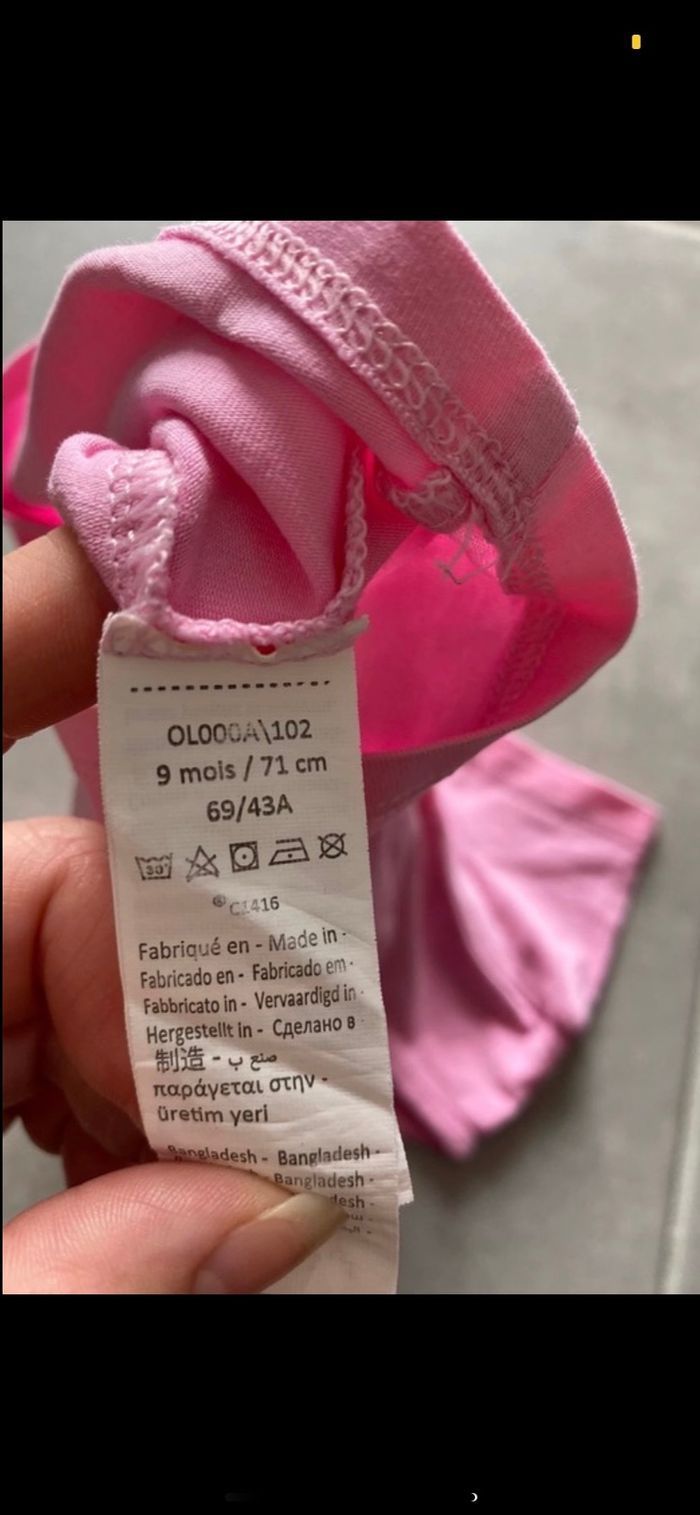 OL000A\102
9 mois / 71 cm
69/43A
30°
® C1416
Fabriqué en - Made in -
Fabricado en - Fabricado em -
Fabbricato in - Vervaardigd in -
Hergestellt in - Сделано в
制造 - صنع ب
παράγεται στην -
üretim yeri
Bangladesh - Bangladesh -
Bangladesh -
desh -